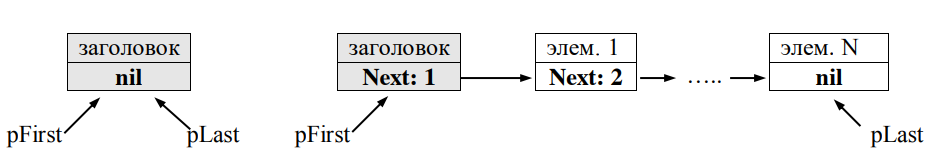 заголовок
nil
pFirst
pLast
заголовок
Next: 1
pFirst
элем. 1
Next: 2
.....
элем. N
nil
pLast